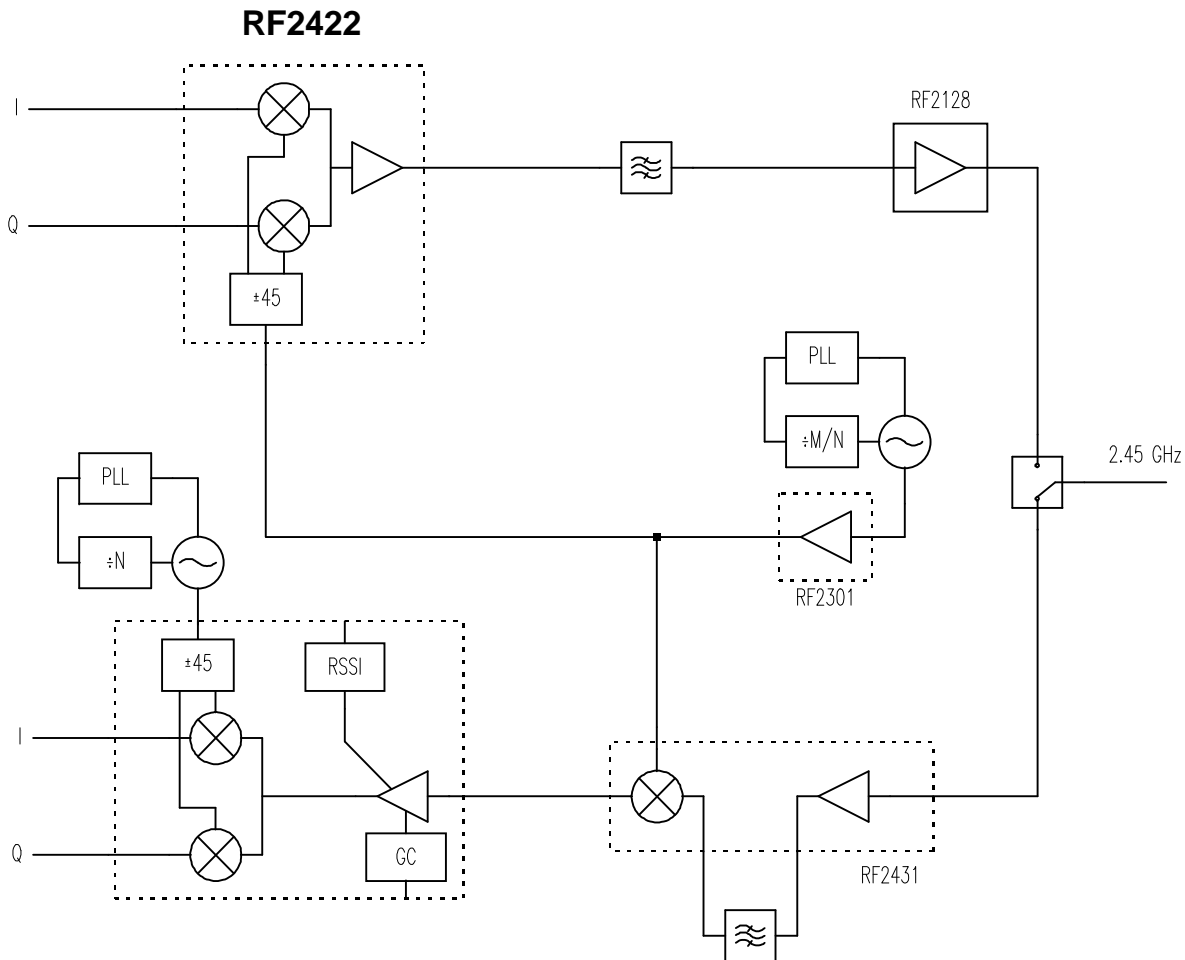 RF2422
I
RF2128
Q
±45
PLL
÷M/N
2.45 GHz
PLL
÷N
RF2301
±45
RSSI
I
Q
GC
RF2431